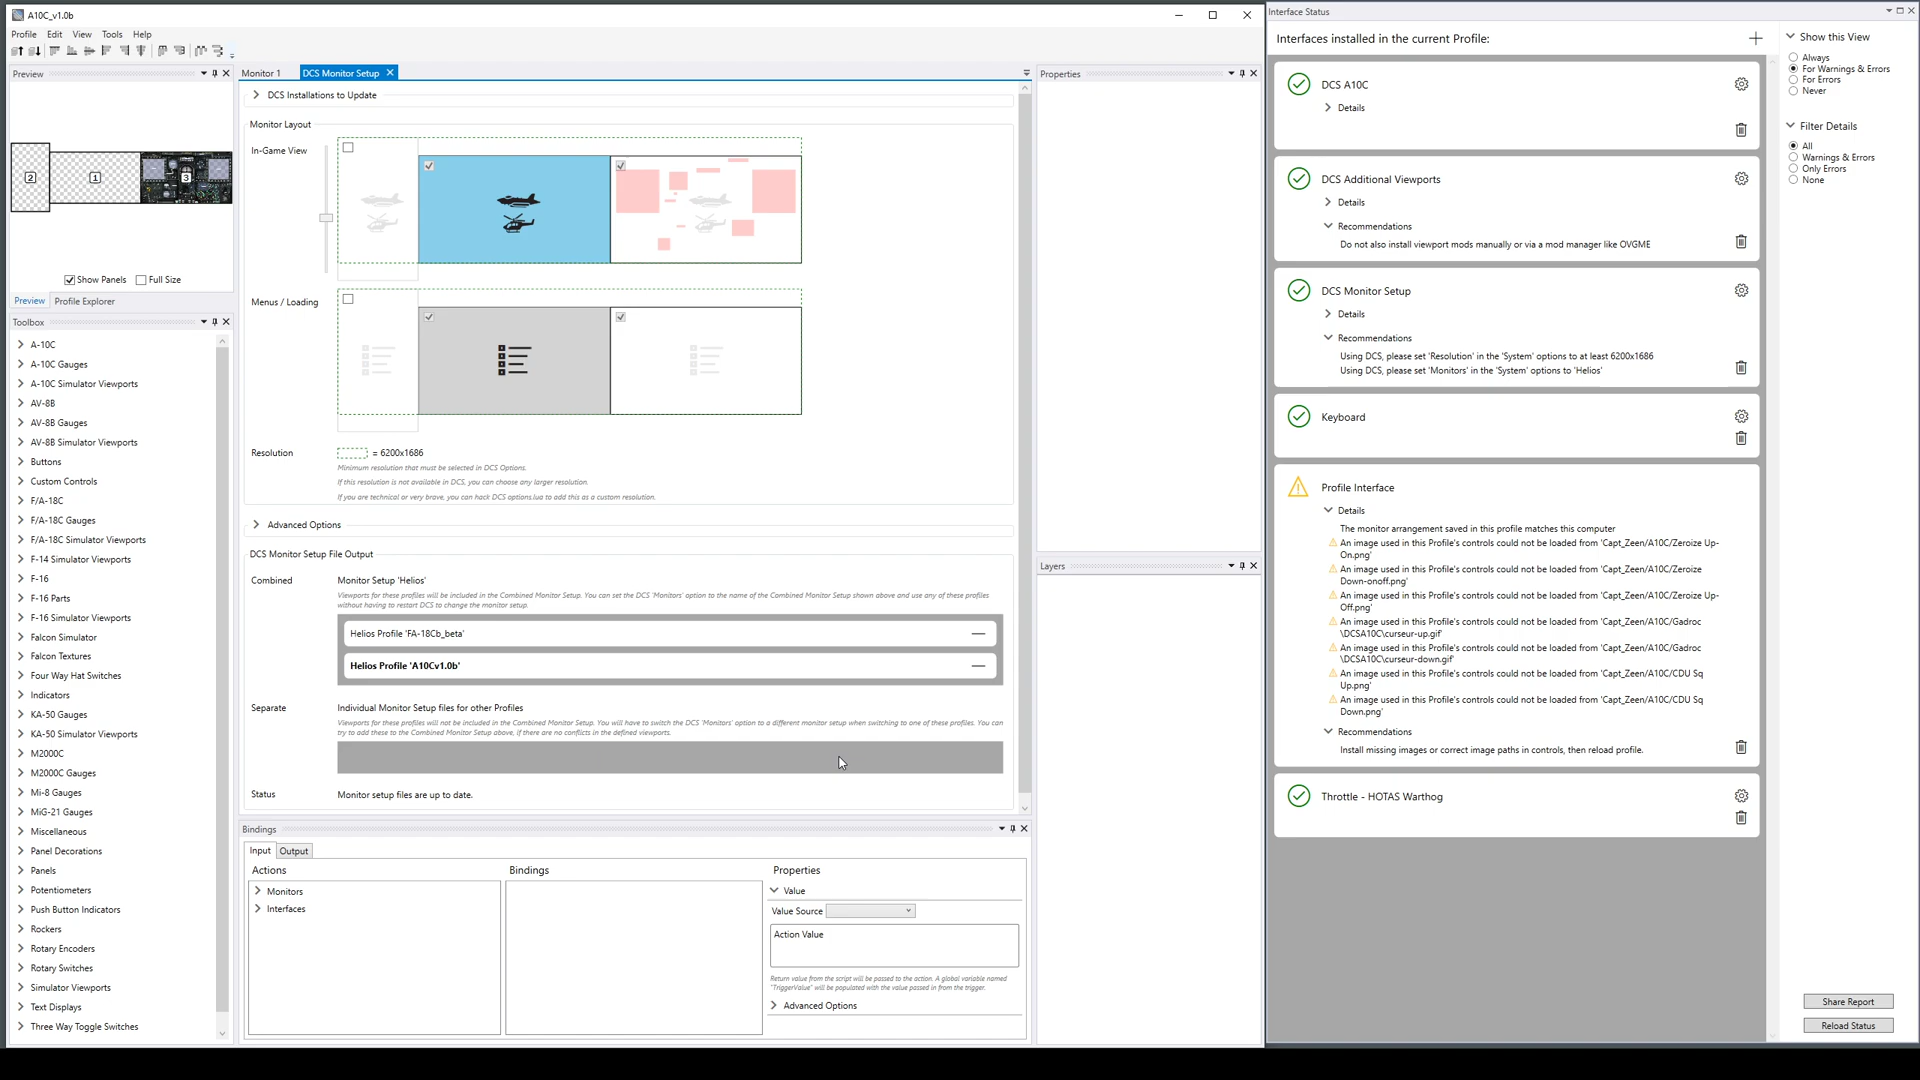 A10C_v1.0b
File Edit View Tools Help
Preview
2
1
3
Show Panels
Full Size
Preview
Profile Explorer
Toolbox
A-10C
A-10C Gauges
A-10C Simulator Viewports
AV-8B
AV-8B Gauges
AV-8B Simulator Viewports
Buttons
Custom Controls
F/A-18C
F/A-18C Gauges
F/A-18C Simulator Viewports
F-14 Simulator Viewports
F-16
F-16 Parts
F-16 Simulator Viewports
Falcon Simulator
Falcon Textures
Four Way Hat Switches
Indicators
KA-50 Gauges
KA-50 Simulator Viewports
M2000C
M2000C Gauges
Mi-8 Gauges
MiG-21 Gauges
Miscellaneous
Panel Decorations
Panels
Potentiometers
Push Button Indicators
Rockers
Rotary Encoders
Rotary Switches
Simulator Viewports
Text Displays
Three Way Toggle Switches
Monitor 1
DCS Monitor Setup
DCS Installations to Update
Monitor Layout
In-Game View
Menus / Loading
Resolution
= 6200x1686
Minimum resolution that must be selected in DCS Options.
If this resolution is not available in DCS, you can choose any larger resolution.
If you are technical or very brave, you can hack DCS options.lua to add this as a custom resolution.
Advanced Options
DCS Monitor Setup File Output
Combined
Monitor Setup 'Helios'
Viewports for these profiles will be included in the Combined Monitor Setup. You can set the DCS 'Monitors' option to the name of the Combined Monitor Setup shown above and use any of these profiles
without having to restart DCS to change the monitor setup.
Helios Profile 'FA-18Cb_beta'
Helios Profile 'A10Cv1.0b'
Separate
Individual Monitor Setup files for other Profiles
Viewports for these profiles will not be included in the Combined Monitor Setup. You will have to switch the DCS 'Monitors' option to a different monitor setup when switching to one of these profiles. You can
try to add these to the Combined Monitor Setup above, if there are no conflicts in the defined viewports.
Status
Monitor setup files are up to date.
Bindings
Input
Output
Actions
Monitors
Interfaces
Bindings
Properties
Value
Value Source
Action Value
Return value from the script will be passed to the action. A global variable named
"TriggerValue" will be populated with the value passed in from the trigger.
Advanced Options
Properties
Layers
Interface Status
Interfaces installed in the current Profile:
DCS A10C
Details
DCS Additional Viewports
Details
Recommendations
Do not also install viewport mods manually or via a mod manager like OVGME
DCS Monitor Setup
Details
Recommendations
Using DCS, please set 'Resolution' in the 'System' options to at least 6200x1686
Using DCS, please set 'Monitors' in the 'System' options to 'Helios'
Keyboard
Profile Interface
Details
The monitor arrangement saved in this profile matches this computer
An image used in this Profile's controls could not be loaded from 'Capt_Zeen/A10C/Zeroize Up-
On.png'
An image used in this Profile's controls could not be loaded from 'Capt_Zeen/A10C/Zeroize
Down-onoff.png'
An image used in this Profile's controls could not be loaded from 'Capt_Zeen/A10C/Zeroize Up-
Off.png'
An image used in this Profile's controls could not be loaded from 'Capt_Zeen/A10C/Gadroc
\DCSA10C\curseur-up.gif'
An image used in this Profile's controls could not be loaded from 'Capt_Zeen/A10C/Gadroc
\DCSA10C\curseur-down.gif'
An image used in this Profile's controls could not be loaded from 'Capt_Zeen/A10C/CDU Sq
Up.png'
An image used in this Profile's controls could not be loaded from 'Capt_Zeen/A10C/CDU Sq
Down.png'
Recommendations
Install missing images or correct image paths in controls, then reload profile.
Throttle - HOTAS Warthog
Show this View
Always
For Warnings & Errors
For Errors
Never
Filter Details
All
Warnings & Errors
Only Errors
None
Share Report
Reload Status